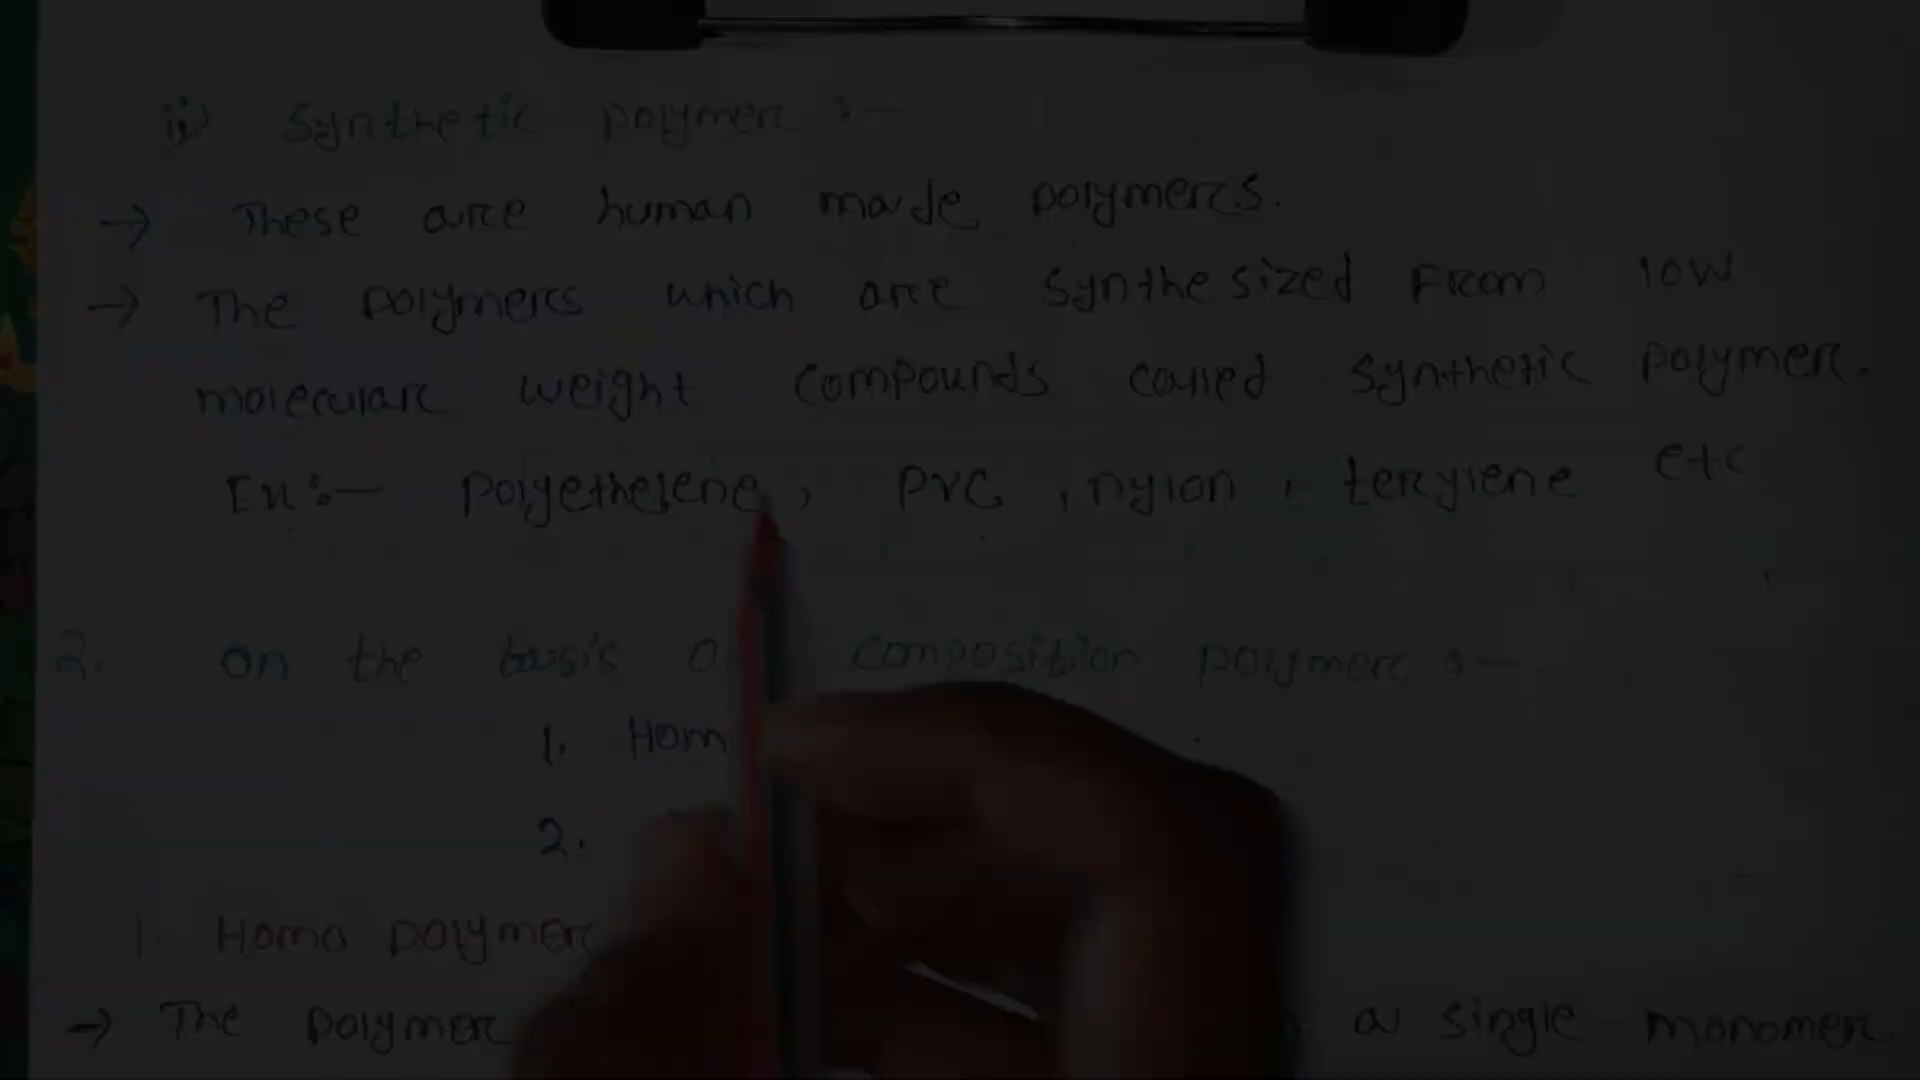 ii) Synthetic polymer :-
→ These are human made polymers.
→ The polymers which are synthesized From low
molecular weight compounds called synthetic polymer.
Ex :- polyethelene, PVC, nylon, terylene etc
2. on the basis composition polymer :-
1. Hom
2.
1. Homo polymer
→ The polymer a single monomer